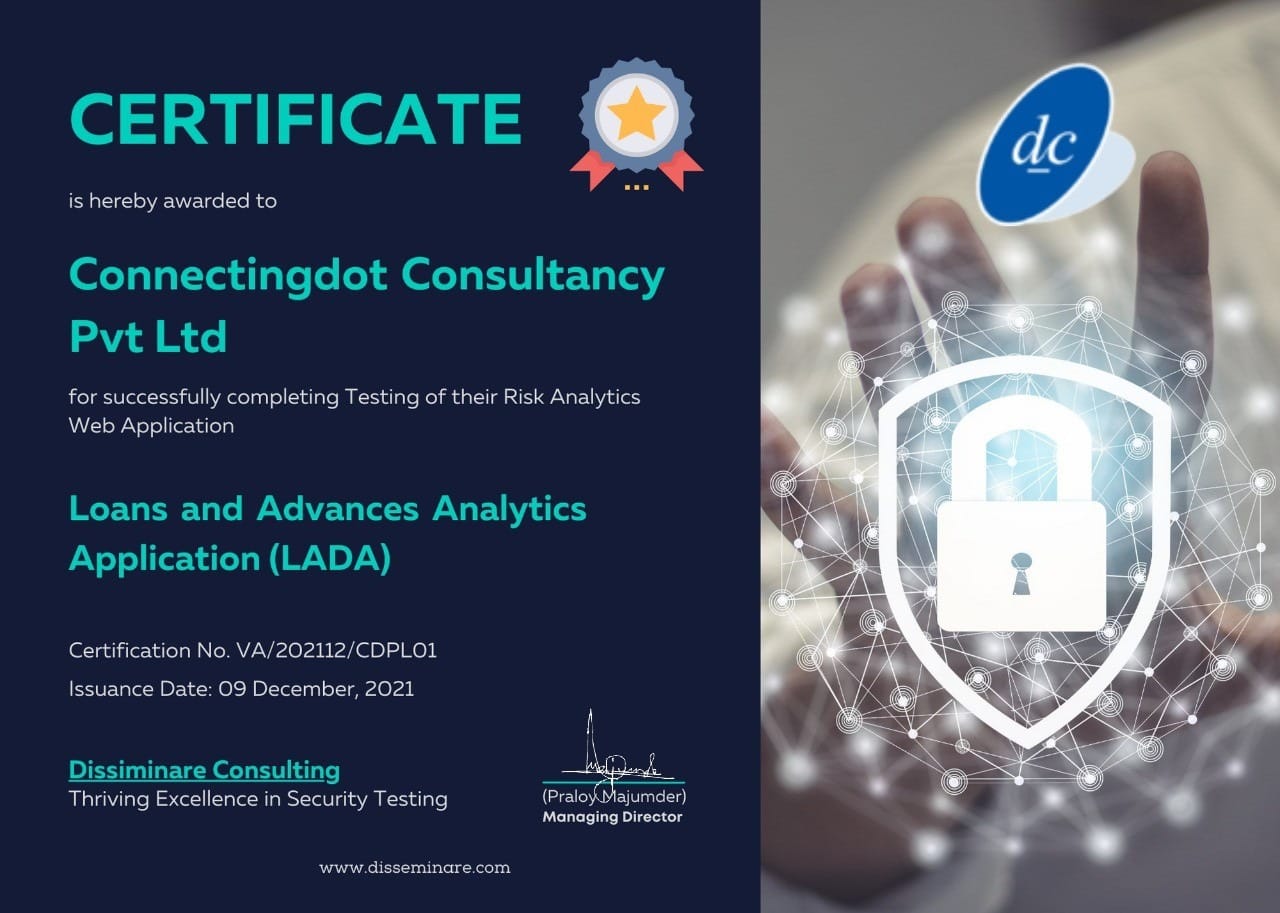 CERTIFICATE
is hereby awarded to
Connectingdot Consultancy
Pvt Ltd
for successfully completing Testing of their Risk Analytics
Web Application
Loans and Advances Analytics
Application (LADA)
Certification No. VA/202112/CDPL01
Issuance Date: 09 December, 2021
Dissiminare Consulting
Thriving Excellence in Security Testing
(Praloy Majumder)
Managing Director
www.disseminare.com
dc